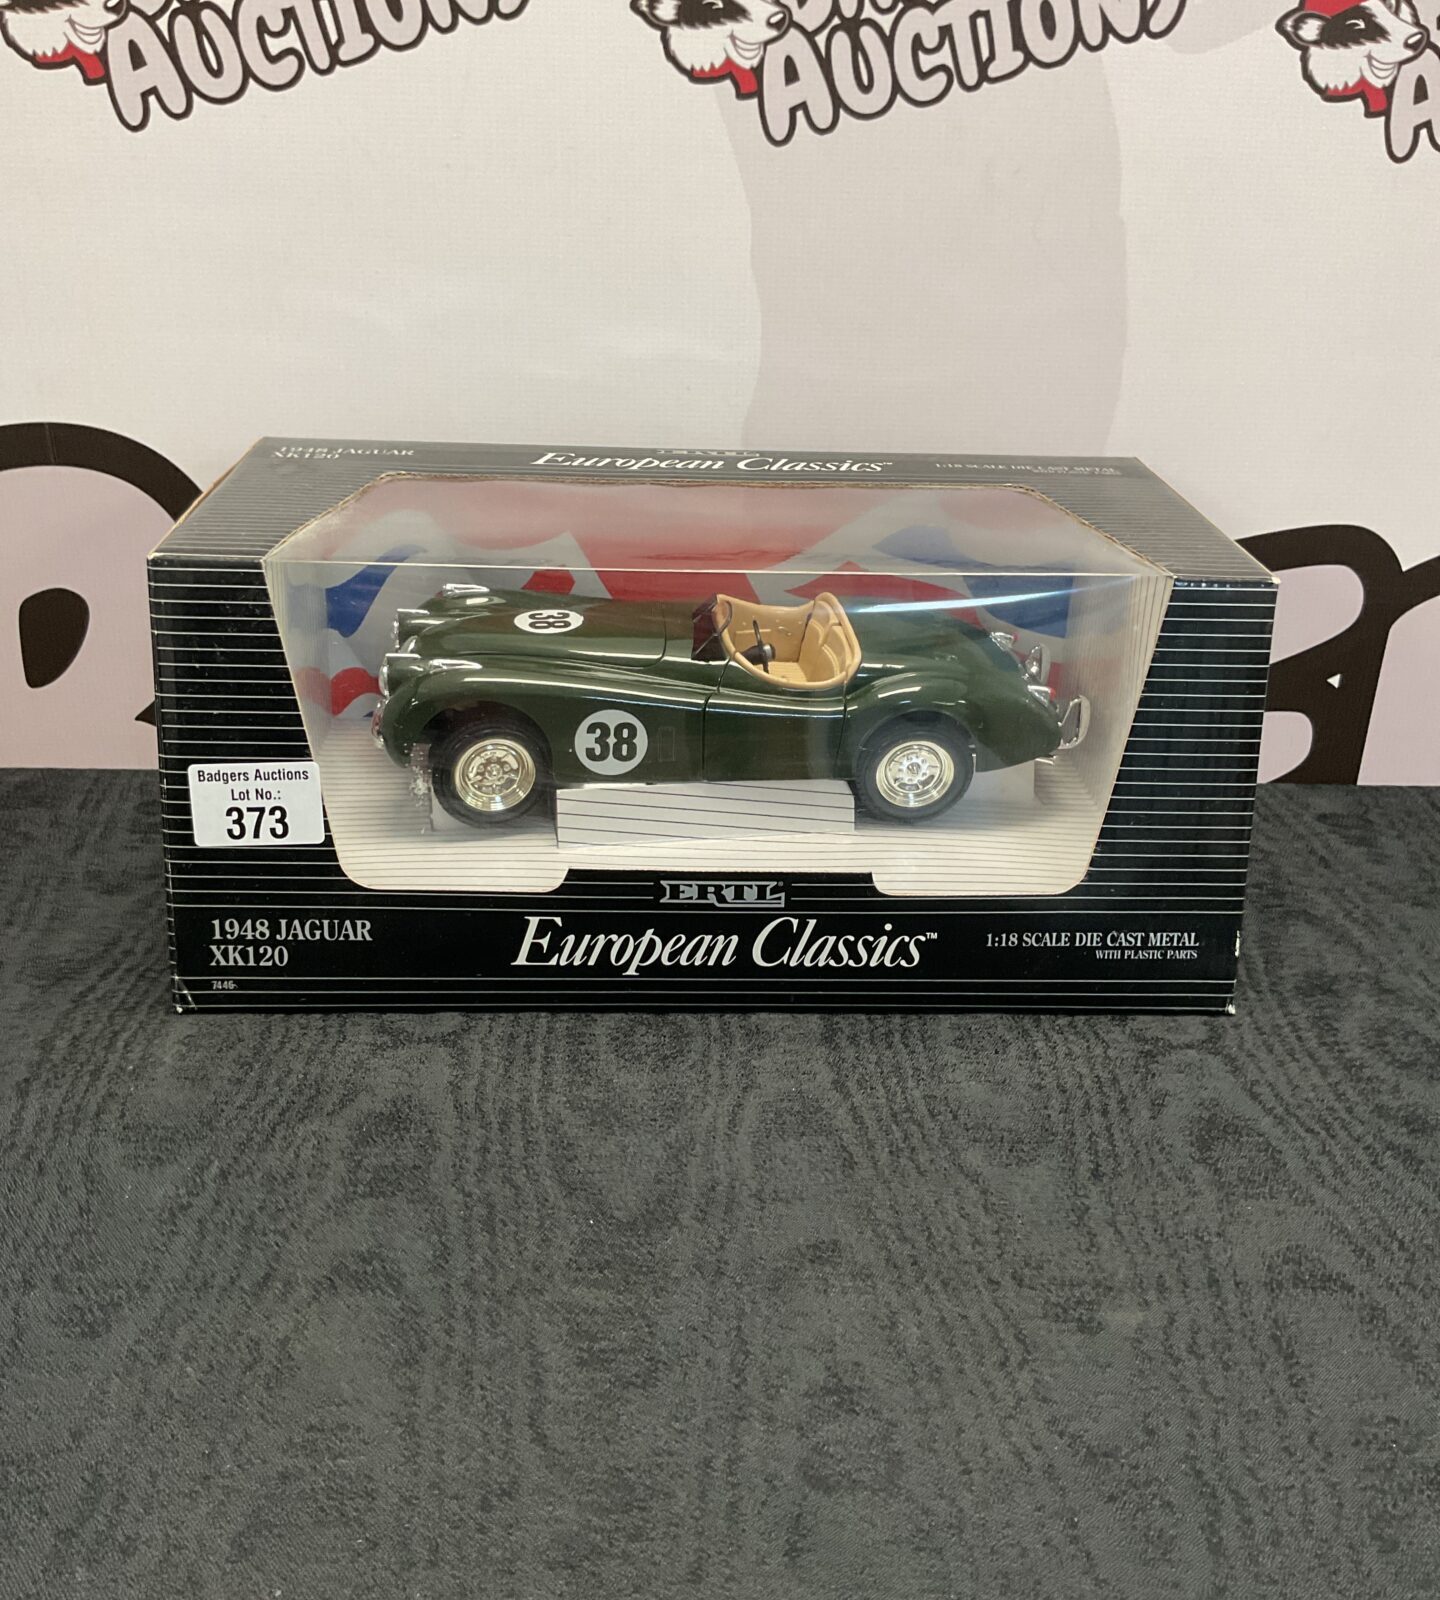 AUCTIONS
AUCTIONS
1948 JAGUAR
XK120
European Classics™
1:18 SCALE DIE CAST METAL
38
38
Badgers Auctions
Lot No.:
373
ERTL®
1948 JAGUAR
XK120
7446
European Classics™
1:18 SCALE DIE CAST METAL
WITH PLASTIC PARTS